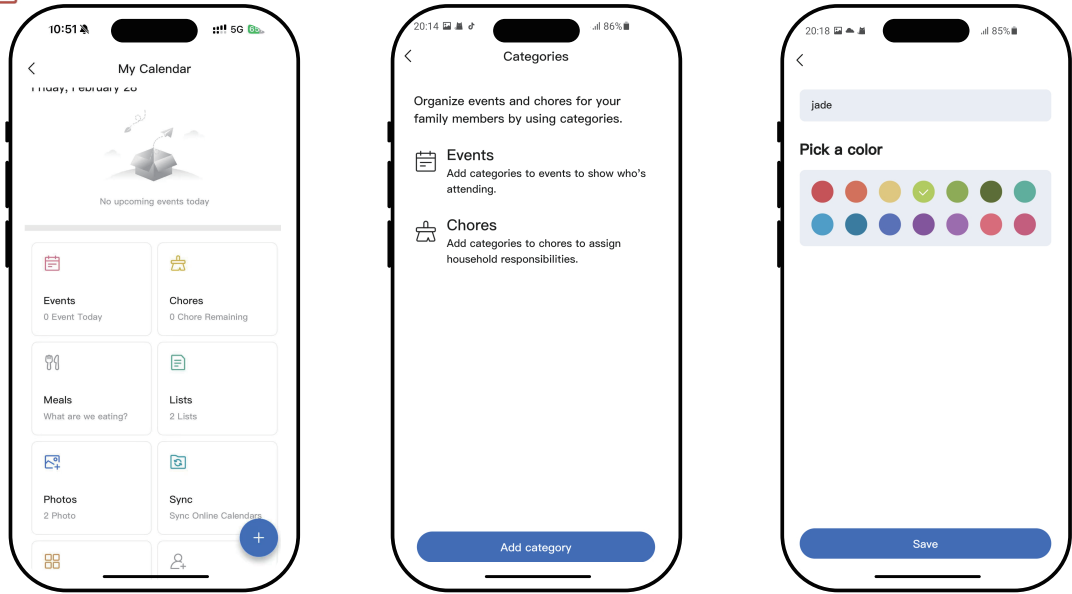 10:51
5G
My Calendar
Friday, February 28
No upcoming events today
Events
0 Event Today
Chores
0 Chore Remaining
Meals
What are we eating?
Lists
2 Lists
Photos
2 Photo
Sync
Sync Online Calendars
+
20:14
86%
Categories
Organize events and chores for your
family members by using categories.
Events
Add categories to events to show who's
attending.
Chores
Add categories to chores to assign
household responsibilities.
Add category
20:18
85%
jade
Pick a color
Save